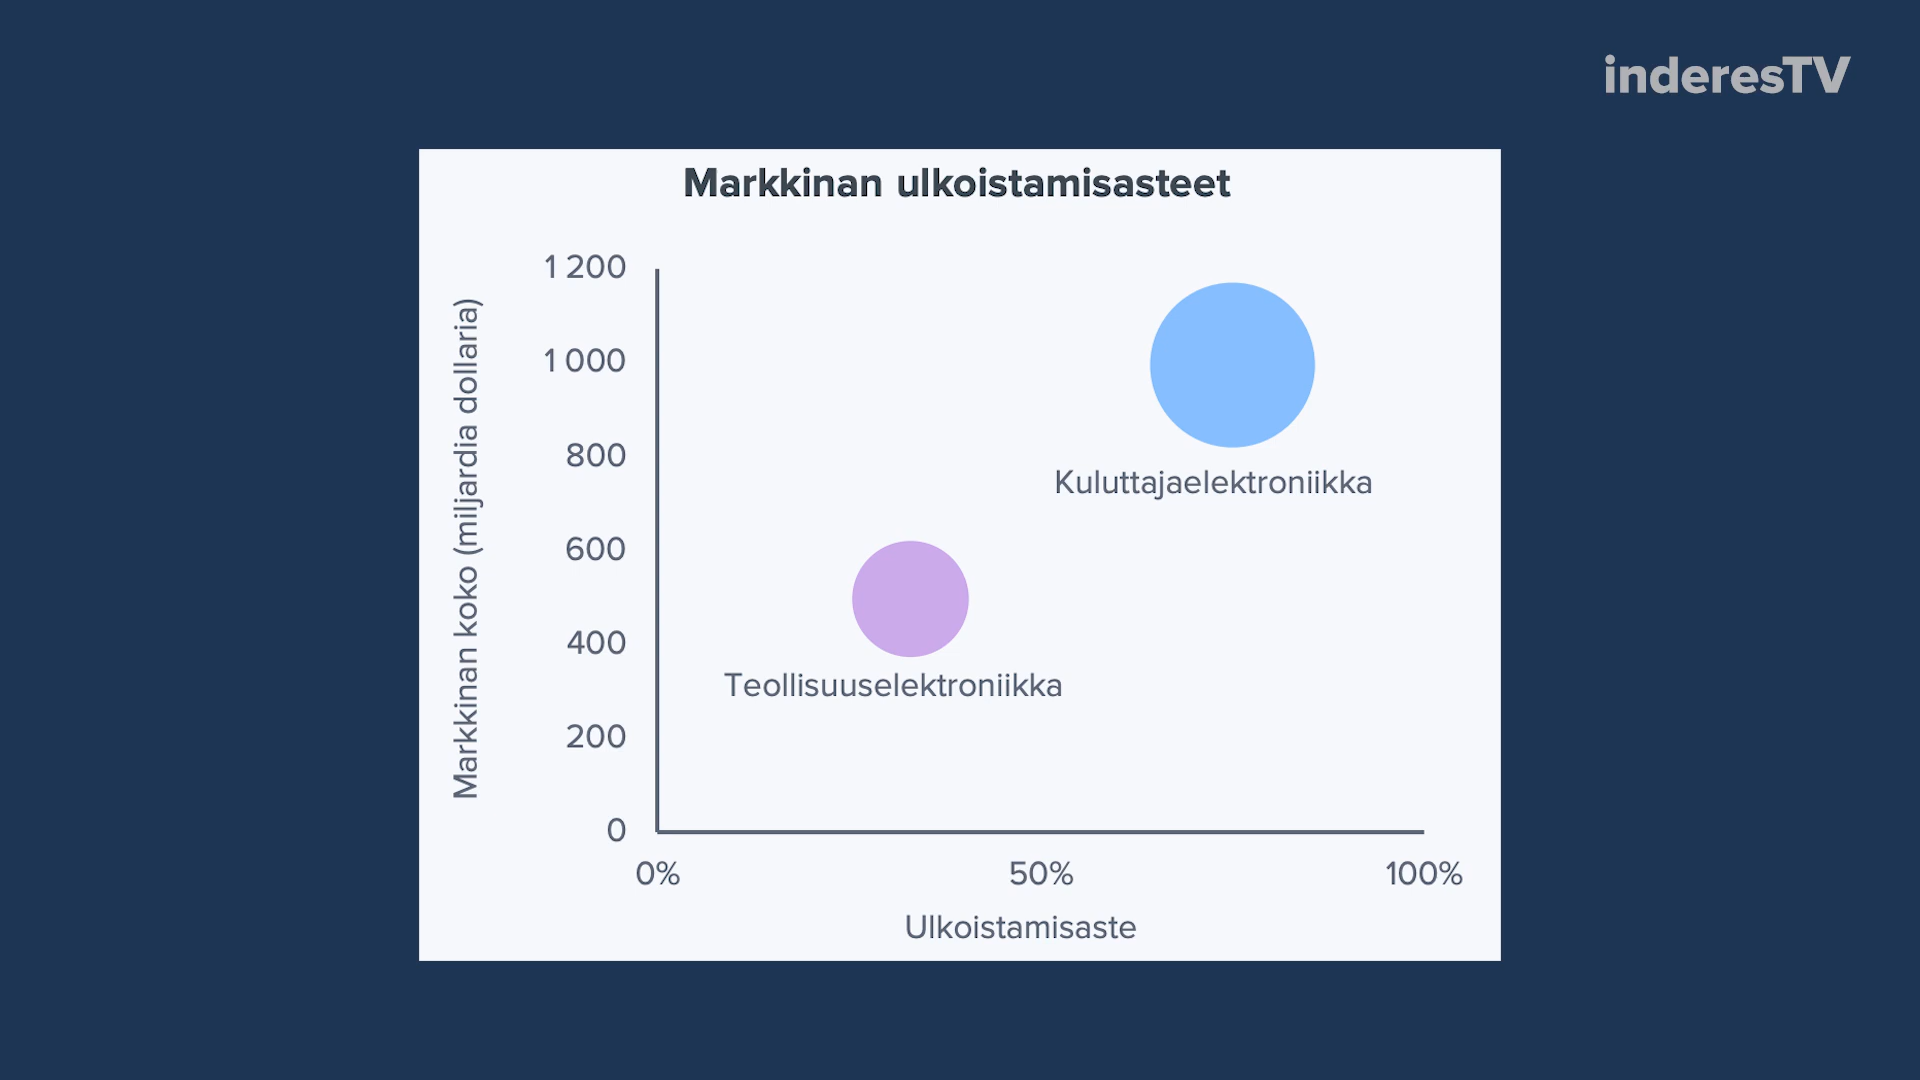 inderesTV
Markkinan ulkoistamisasteet
Markkinan koko (miljardia dollaria)
1 200
1 000
800
600
400
200
0
Kuluttajaelektroniikka
Teollisuuselektroniikka
0%
50%
100%
Ulkoistamisaste